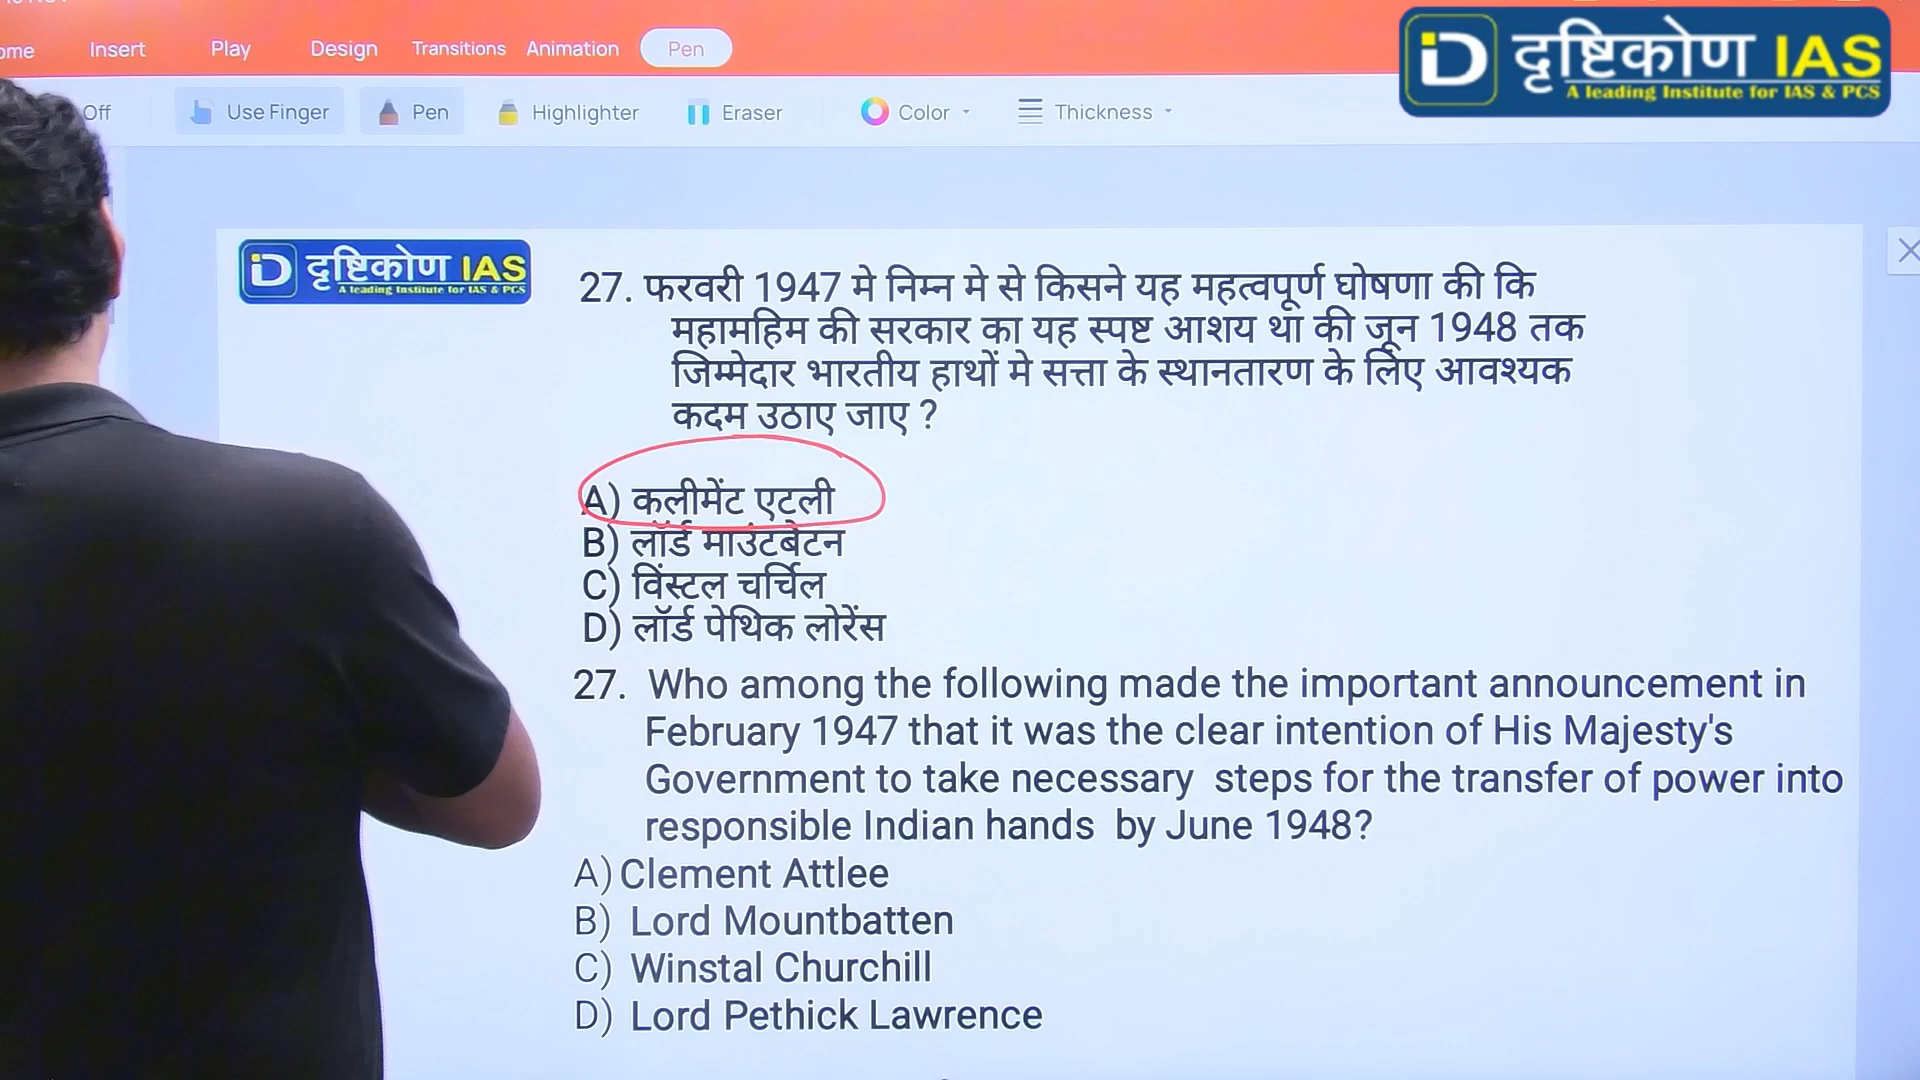 ome Insert Play Design Transitions Animation Pen
दृष्टिकोण IAS
A leading Institute for IAS & PCS
Off Use Finger Pen Highlighter Eraser Color Thickness
दृष्टिकोण IAS
A leading Institute for IAS & PCS
27. फरवरी 1947 मे निम्न मे से किसने यह महत्वपूर्ण घोषणा की कि
महामहिम की सरकार का यह स्पष्ट आशय था की जून 1948 तक
जिम्मेदार भारतीय हाथों मे सत्ता के स्थानतारण के लिए आवश्यक
कदम उठाए जाए ?
A) कलीमेंट एटली
B) लॉर्ड माउंटबेटन
C) विंस्टल चर्चिल
D) लॉर्ड पेथिक लोरेंस
27. Who among the following made the important announcement in
February 1947 that it was the clear intention of His Majesty's
Government to take necessary steps for the transfer of power into
responsible Indian hands by June 1948?
A) Clement Attlee
B) Lord Mountbatten
C) Winstal Churchill
D) Lord Pethick Lawrence